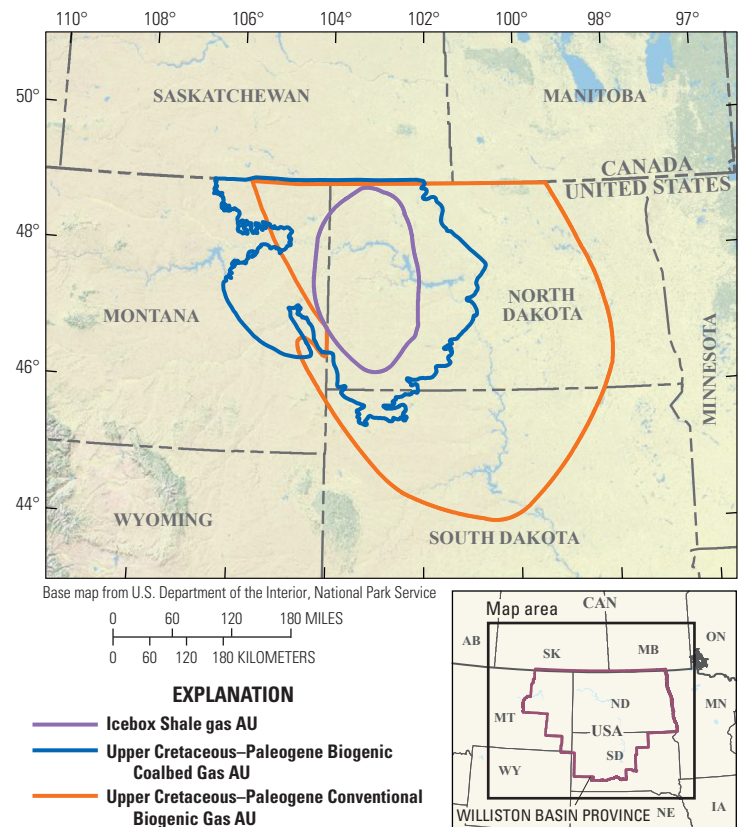 110° 108° 106° 104° 102° 100° 98° 97°
50°
SASKATCHEWAN
MANITOBA
CANADA
UNITED STATES
48°
MONTANA
NORTH
DAKOTA
46°
MINNESOTA
44°
WYOMING
SOUTH DAKOTA
Base map from U.S. Department of the Interior, National Park Service
0 60 120 180 MILES
0 60 120 180 KILOMETERS
EXPLANATION
Icebox Shale gas AU
Upper Cretaceous–Paleogene Biogenic
Coalbed Gas AU
Upper Cretaceous–Paleogene Conventional
Biogenic Gas AU
Map area
CAN
AB
SK
MB
ON
MT
ND
MN
USA
SD
WY
WILLISTON BASIN PROVINCE
NE
IA